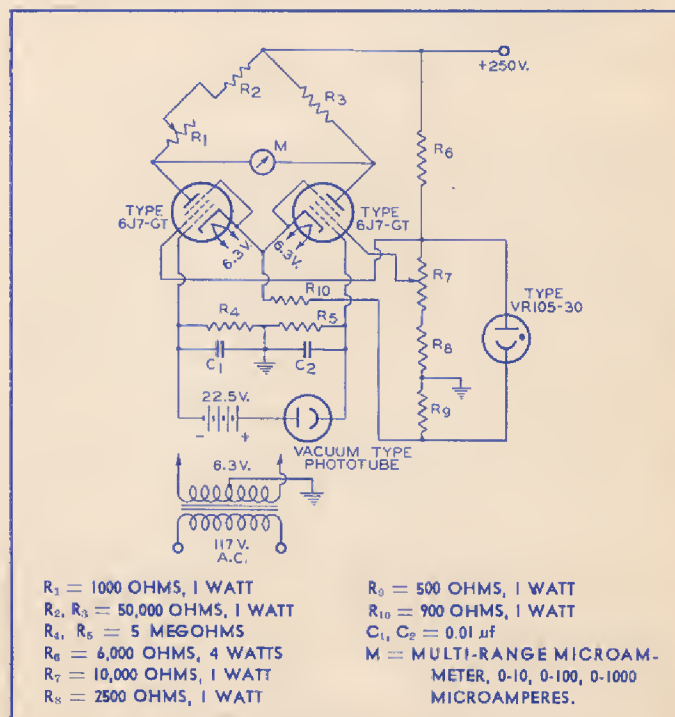 +250V.
R2
R3
R6
R1
M
TYPE
6J7-GT
TYPE
6J7-GT
6.3V.
6.3V.
R10
R7
TYPE
VR105-30
R4
R5
R8
C1
C2
R9
22.5V.
- +
VACUUM TYPE
PHOTOTUBE
6.3V.
117 V.
A.C.
R₁ = 1000 OHMS, 1 WATT
R₂, R₃ = 50,000 OHMS, 1 WATT
R₄, R₅ = 5 MEGOHMS
R₆ = 6,000 OHMS, 4 WATTS
R₇ = 10,000 OHMS, 1 WATT
R₈ = 2500 OHMS, 1 WATT
R₉ = 500 OHMS, 1 WATT
R₁₀ = 900 OHMS, 1 WATT
C₁, C₂ = 0.01 µf
M = MULTI-RANGE MICROAM-
METER, 0-10, 0-100, 0-1000
MICROAMPERES.